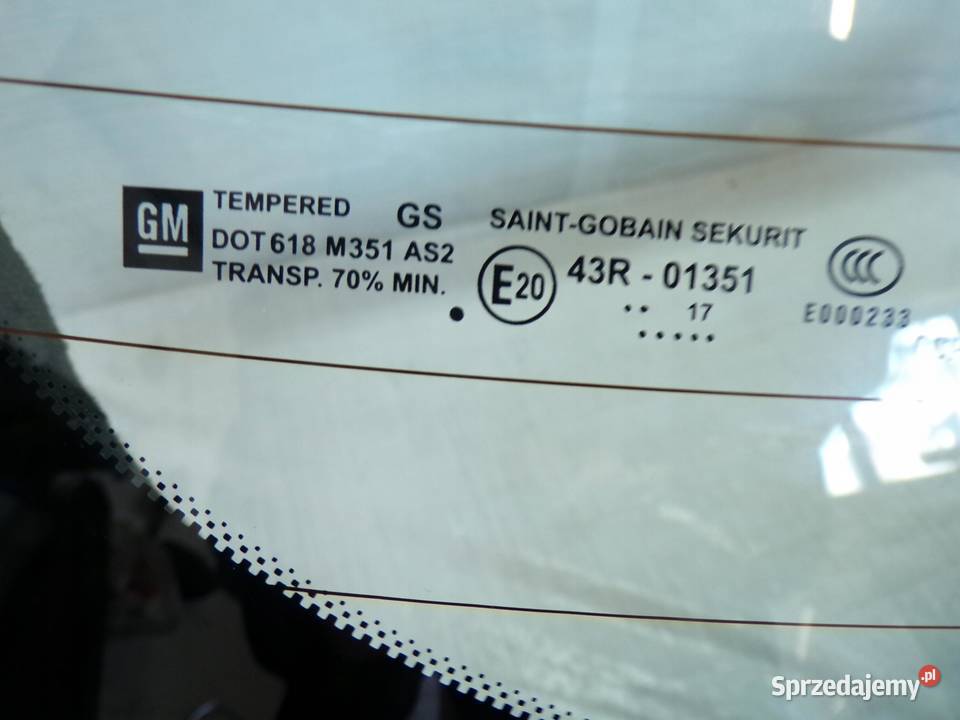 GM
TEMPERED GS
DOT 618 M351 AS2
TRANSP. 70% MIN.
SAINT-GOBAIN SEKURIT
E20 43R - 01351
.. 17
.....
CCC
E000233
Sprzedajemy.pl